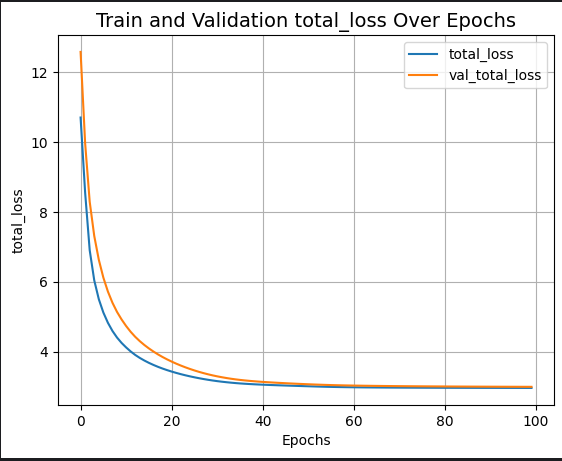 Train and Validation total_loss Over Epochs
total_loss
val_total_loss
total_loss
12
10
8
6
4
0 20 40 60 80 100
Epochs